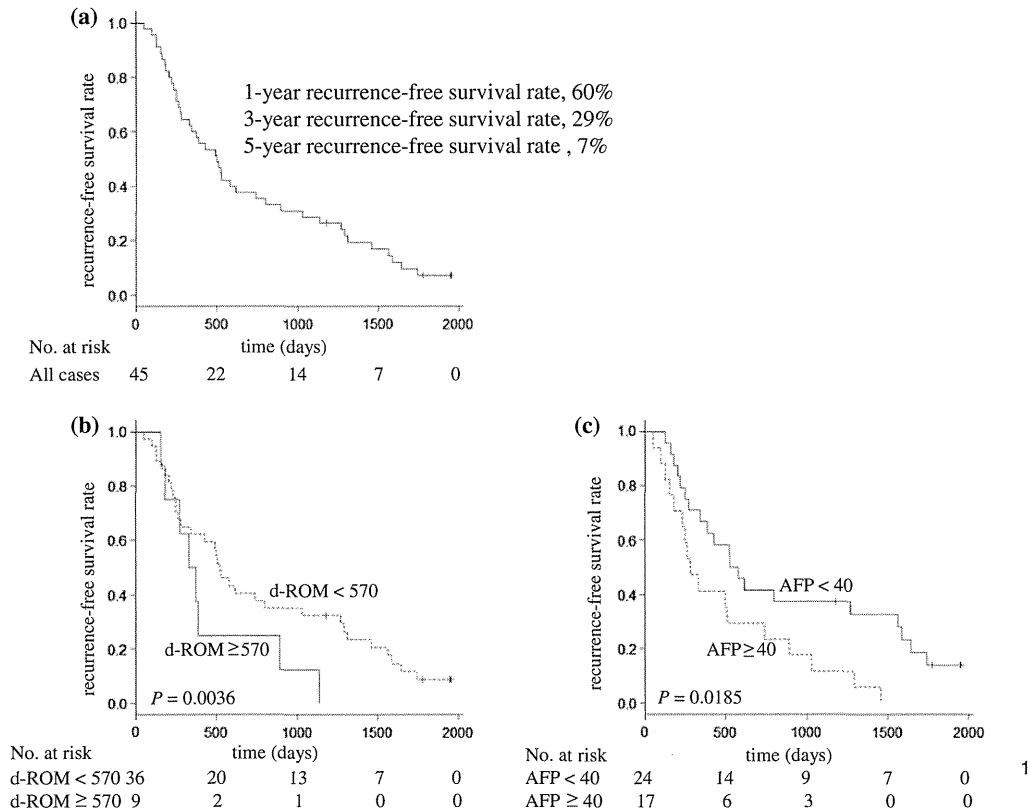 (a)
1.0
0.8
0.6
0.4
0.2
0.0
recurrence-free survival rate
1-year recurrence-free survival rate, 60%
3-year recurrence-free survival rate, 29%
5-year recurrence-free survival rate , 7%
0 500 1000 1500 2000
No. at risk time (days)
All cases 45 22 14 7 0
(b)
1.0
0.8
0.6
0.4
0.2
0.0
recurrence-free survival rate
d-ROM < 570
d-ROM ≥570
P = 0.0036
0 500 1000 1500 2000
No. at risk time (days)
d-ROM < 570 36 20 13 7 0
d-ROM ≥ 570 9 2 1 0 0
(c)
1.0
0.8
0.6
0.4
0.2
0.0
recurrence-free survival rate
AFP < 40
AFP≥40
P = 0.0185
0 500 1000 1500 2000
No. at risk time (days)
AFP < 40 24 14 9 7 0
AFP ≥ 40 17 6 3 0 0
1